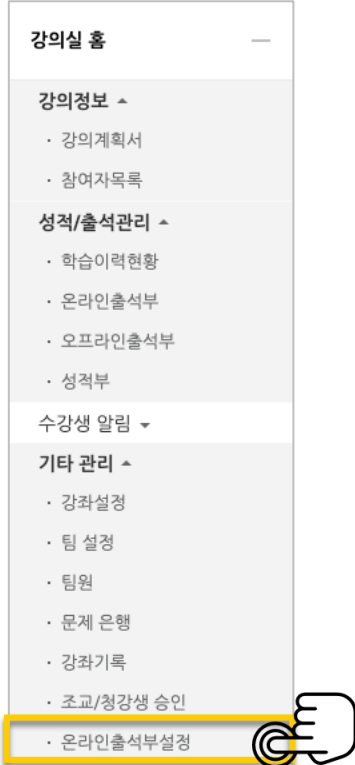 강의실 홈
강의정보
· 강의계획서
· 참여자목록
성적/출석관리
· 학습이력현황
· 온라인출석부
· 오프라인출석부
· 성적부
수강생 알림
기타 관리
· 강좌설정
· 팀 설정
· 팀원
· 문제 은행
· 강좌기록
· 조교/청강생 승인
· 온라인출석부설정